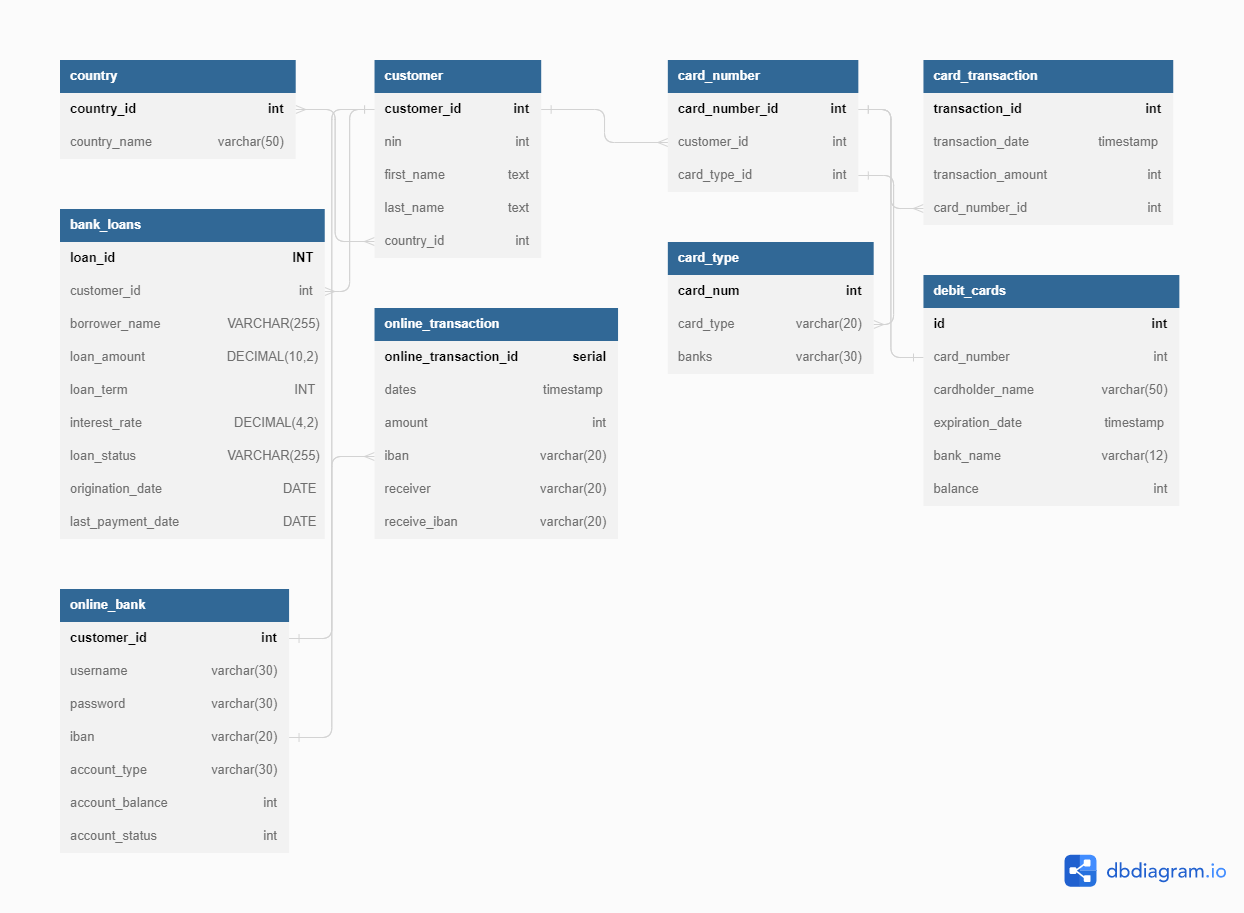 country
country_id int
country_name varchar(50)
customer
customer_id int
nin int
first_name text
last_name text
country_id int
card_number
card_number_id int
customer_id int
card_type_id int
card_transaction
transaction_id int
transaction_date timestamp
transaction_amount int
card_number_id int
bank_loans
loan_id INT
customer_id int
borrower_name VARCHAR(255)
loan_amount DECIMAL(10,2)
loan_term INT
interest_rate DECIMAL(4,2)
loan_status VARCHAR(255)
origination_date DATE
last_payment_date DATE
online_transaction
online_transaction_id serial
dates timestamp
amount int
iban varchar(20)
receiver varchar(20)
receive_iban varchar(20)
card_type
card_num int
card_type varchar(20)
banks varchar(30)
debit_cards
id int
card_number int
cardholder_name varchar(50)
expiration_date timestamp
bank_name varchar(12)
balance int
online_bank
customer_id int
username varchar(30)
password varchar(30)
iban varchar(20)
account_type varchar(30)
account_balance int
account_status int
dbdiagram.io